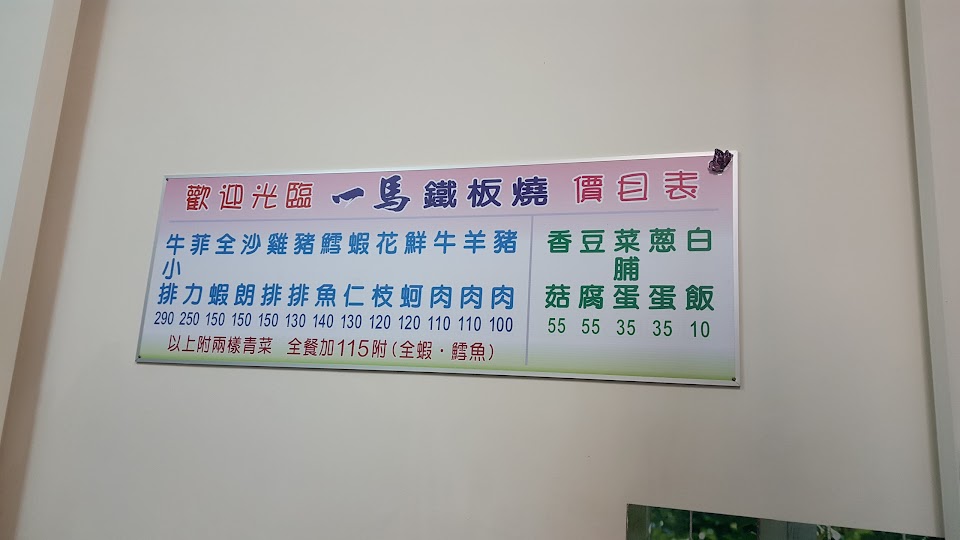 歡迎光臨 一馬 鐵板燒 價目表
牛小排 290
菲力 250
全蝦 150
沙朗 150
雞排 150
豬排 130
鱈魚 140
蝦仁 130
花枝 120
鮮蚵 120
牛肉 110
羊肉 110
豬肉 100
以上附兩樣青菜 全餐加115附(全蝦・鱈魚)
香菇 55
豆腐 55
菜脯蛋 35
蔥蛋 35
白飯 10